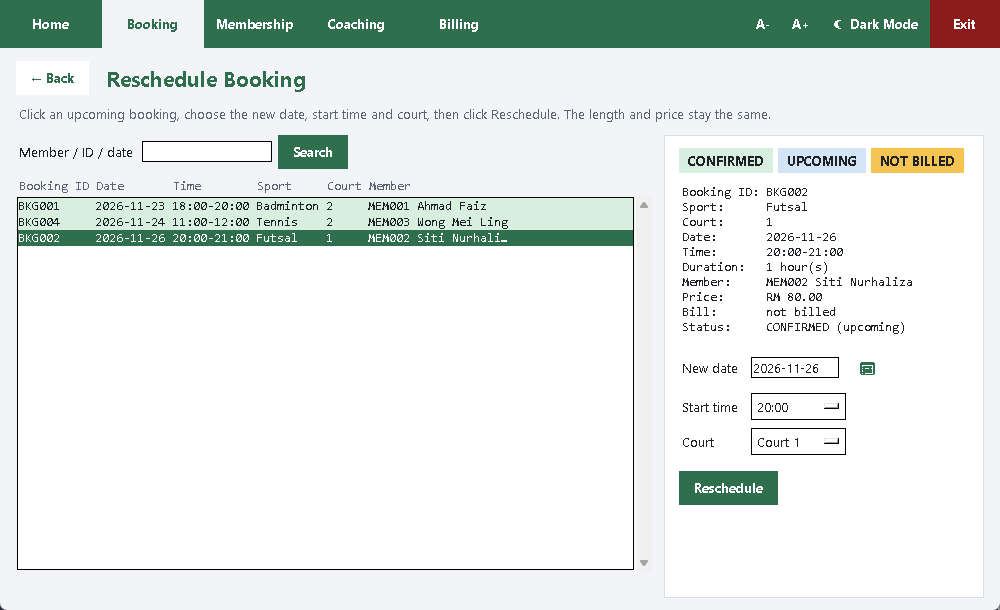 Home Booking Membership Coaching Billing A- A+ ☾ Dark Mode Exit
← Back Reschedule Booking
Click an upcoming booking, choose the new date, start time and court, then click Reschedule. The length and price stay the same.
Member / ID / date Search
Booking ID Date Time Sport Court Member
BKG001 2026-11-23 18:00-20:00 Badminton 2 MEM001 Ahmad Faiz
BKG004 2026-11-24 11:00-12:00 Tennis 2 MEM003 Wong Mei Ling
BKG002 2026-11-26 20:00-21:00 Futsal 1 MEM002 Siti Nurhali…
CONFIRMED UPCOMING NOT BILLED
Booking ID: BKG002
Sport: Futsal
Court: 1
Date: 2026-11-26
Time: 20:00-21:00
Duration: 1 hour(s)
Member: MEM002 Siti Nurhaliza
Price: RM 80.00
Bill: not billed
Status: CONFIRMED (upcoming)
New date 2026-11-26
Start time 20:00
Court Court 1
Reschedule